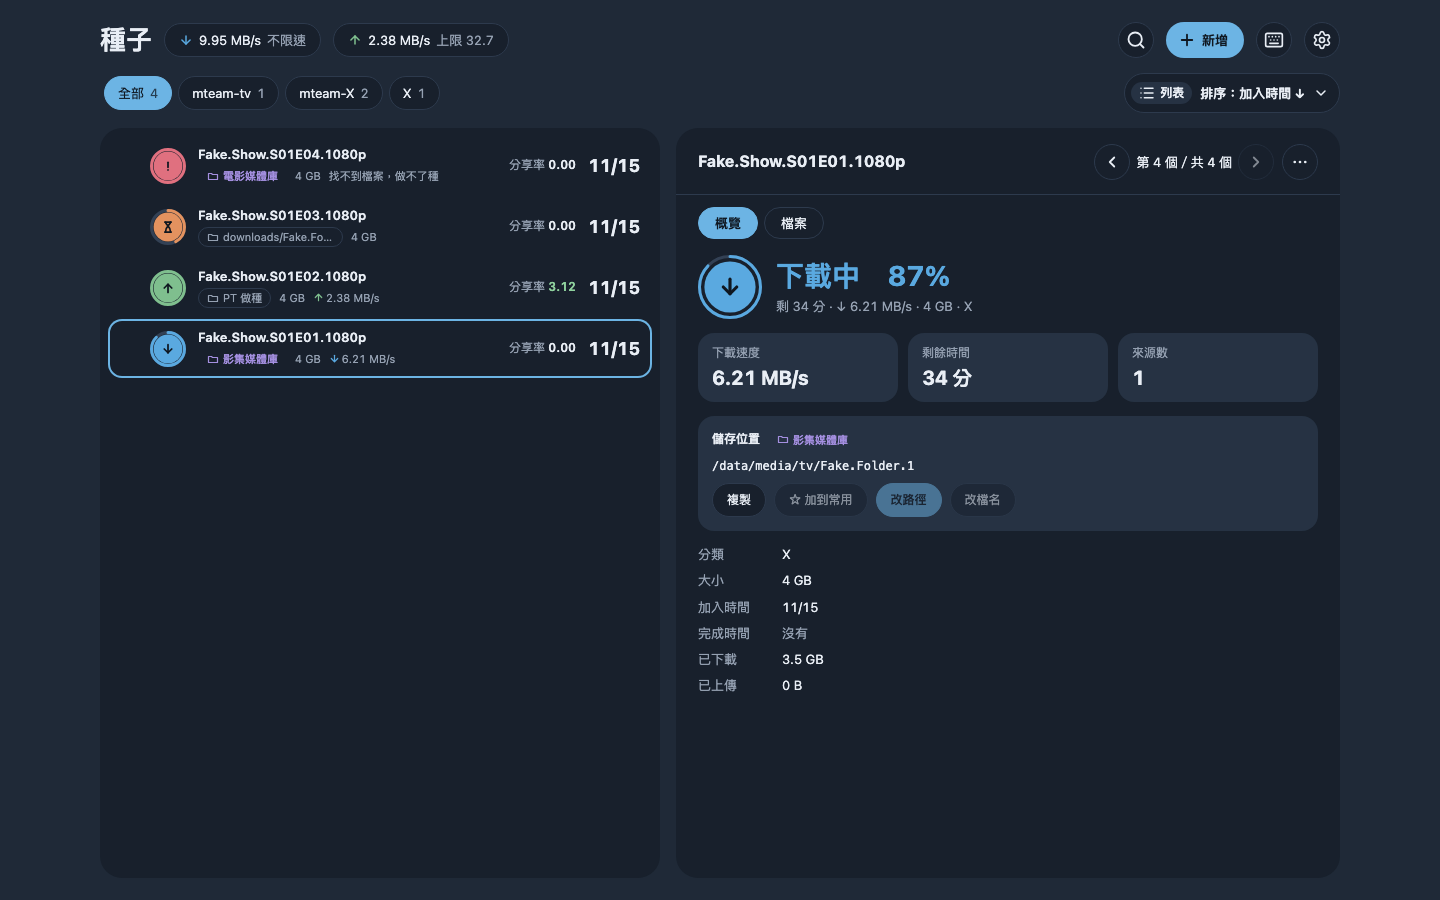 種子 9.95 MB/s 不限速 2.38 MB/s 上限 32.7 新增
全部 4 mteam-tv 1 mteam-X 2 X 1 列表 排序：加入時間
Fake.Show.S01E04.1080p
電影媒體庫 4 GB 找不到檔案，做不了種
分享率 0.00 11/15
Fake.Show.S01E03.1080p
downloads/Fake.Fo... 4 GB
分享率 0.00 11/15
Fake.Show.S01E02.1080p
PT 做種 4 GB 2.38 MB/s
分享率 3.12 11/15
Fake.Show.S01E01.1080p
影集媒體庫 4 GB 6.21 MB/s
分享率 0.00 11/15
Fake.Show.S01E01.1080p 第 4 個 / 共 4 個
概覽 檔案
下載中 87%
剩 34 分 · ↓ 6.21 MB/s · 4 GB · X
下載速度
6.21 MB/s
剩餘時間
34 分
來源數
1
儲存位置 影集媒體庫
/data/media/tv/Fake.Folder.1
複製 加到常用 改路徑 改檔名
分類 X
大小 4 GB
加入時間 11/15
完成時間 沒有
已下載 3.5 GB
已上傳 0 B